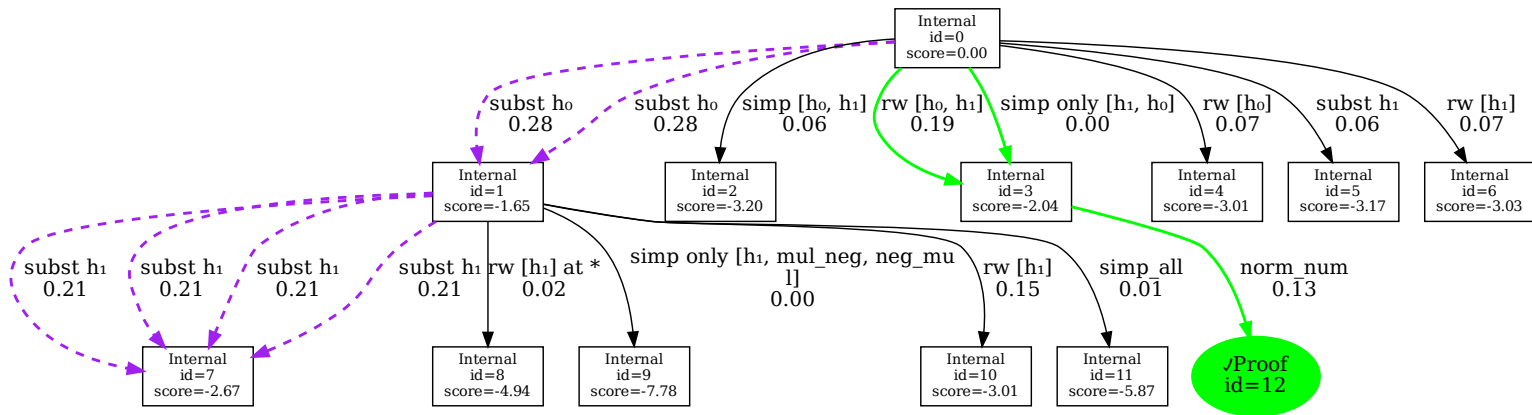 Internal
id=0
score=0.00
subst h₀
0.28
subst h₀
0.28
simp [h₀, h₁]
0.06
rw [h₀, h₁]
0.19
simp only [h₁, h₀]
0.00
rw [h₀]
0.07
subst h₁
0.06
rw [h₁]
0.07
Internal
id=1
score=-1.65
Internal
id=2
score=-3.20
Internal
id=3
score=-2.04
Internal
id=4
score=-3.01
Internal
id=5
score=-3.17
Internal
id=6
score=-3.03
subst h₁
0.21
subst h₁
0.21
subst h₁
0.21
subst h₁
0.21
rw [h₁] at *
0.02
simp only [h₁, mul_neg, neg_mu
l]
0.00
rw [h₁]
0.15
simp_all
0.01
norm_num
0.13
Internal
id=7
score=-2.67
Internal
id=8
score=-4.94
Internal
id=9
score=-7.78
Internal
id=10
score=-3.01
Internal
id=11
score=-5.87
✓Proof
id=12